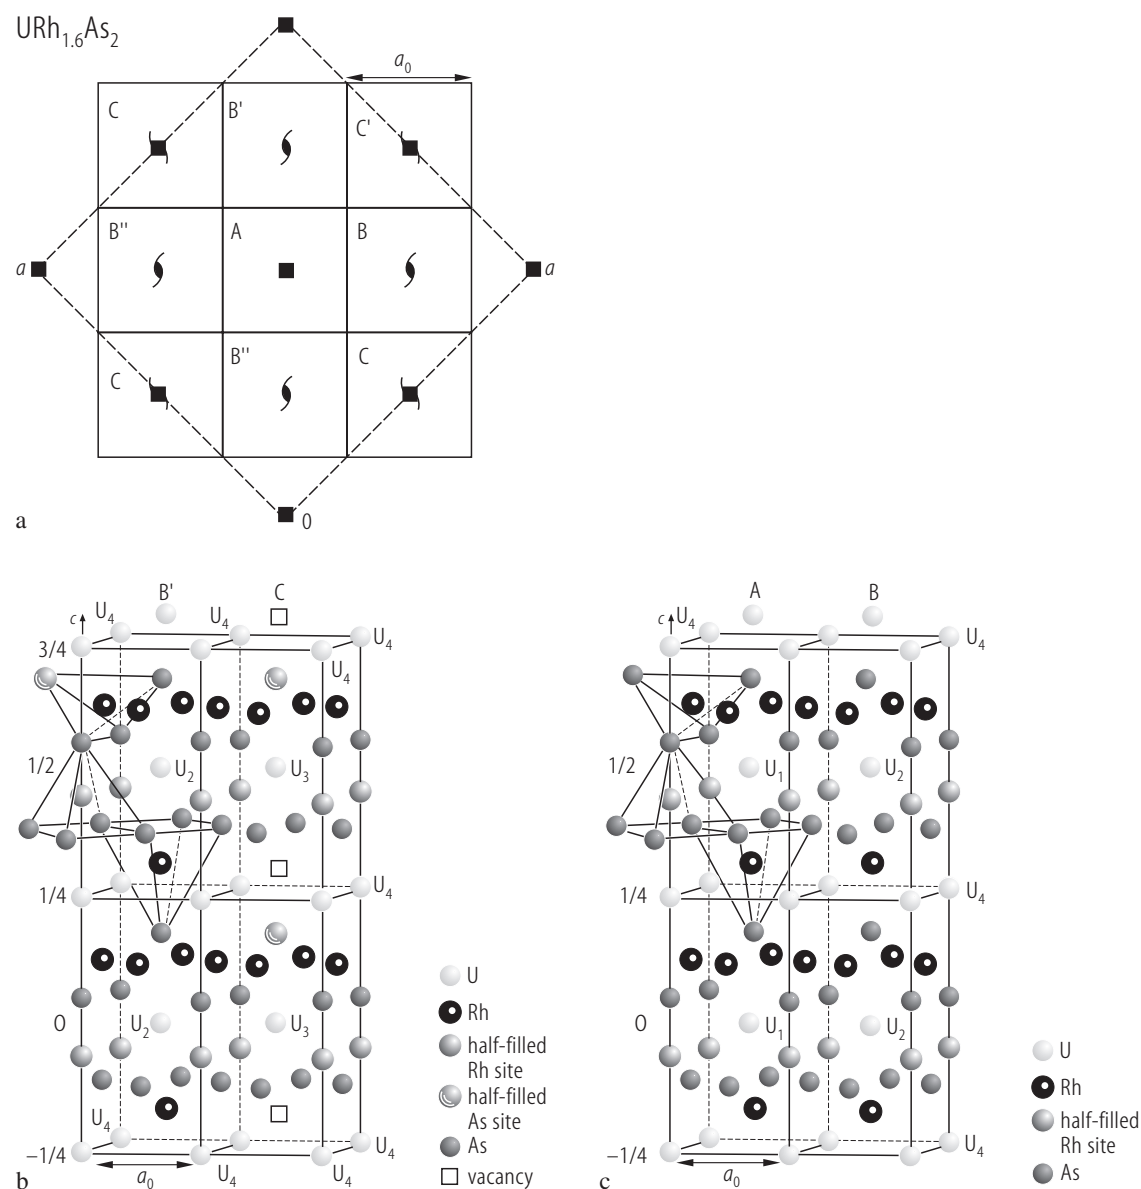 URh1.6As2
a0
C
B'
C'
B"
A
B
a
a
C
B"
C
0
a
B'
C
c
U4
U4
U4
3/4
U4
1/2
U2
U3
1/4
U4
U
Rh
0
U2
U3
half-filled
Rh site
half-filled
As site
U4
As
U4
–1/4
vacancy
a0
U4
U4
b
A
B
c
U4
U4
3/4
1/2
U1
U2
1/4
U4
0
U1
U2
U
Rh
half-filled
Rh site
U4
–1/4
As
a0
c